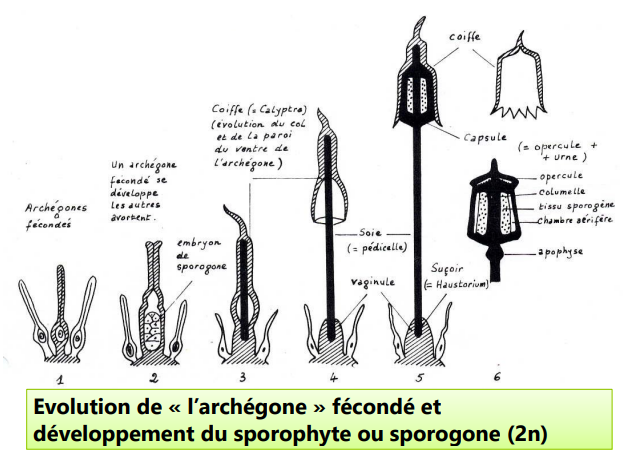 coiffe
Coiffe (= Calyptra)
(évolution du col
et de la paroi
du ventre de
l'archégone)
Capsule
(= opercule +
+ urne)
Un archégone
fécondé se
développe
les autres
avortent.
opercule
columelle
tissu sporogène
chambre aérifère
Archégones
fécondés
embryon
de
sporogone
Soie
(= pédicelle)
apophyse
Suçoir
(= Haustorium)
vaginule
1
2
3
4
5
6
Evolution de « l’archégone » fécondé et
développement du sporophyte ou sporogone (2n)